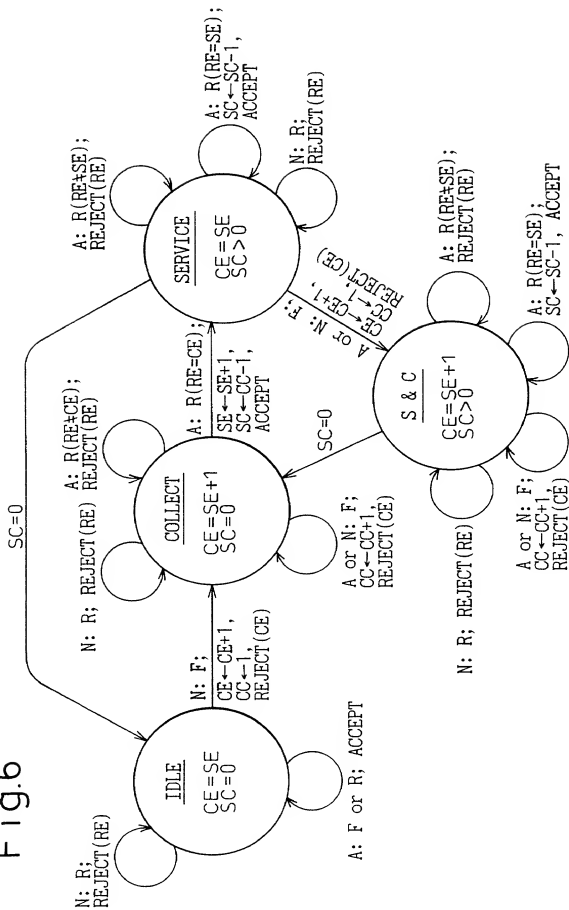 Fig.6
SC=0
N: R;
REJECT(RE)
IDLE
CE=SE
SC=0
A: F or R; ACCEPT
N: F;
CE←CE+1,
CC←1,
REJECT(CE)
N: R; REJECT(RE)
A: R(RE≠CE);
REJECT(RE)
COLLECT
CE=SE+1
SC=0
A or N: F;
CC←CC+1,
REJECT(CE)
A: R(RE=CE);
SE←SE+1,
SC←CC-1,
ACCEPT
A: R(RE≠SE);
REJECT(RE)
SERVICE
CE=SE
SC>0
A: R(RE=SE);
SC←SC-1,
ACCEPT
N: R;
REJECT(RE)
A or N: F;
CE←CE+1,
CC←1,
REJECT(CE)
SC=0
S & C
CE=SE+1
SC>0
N: R; REJECT(RE)
A: R(RE≠SE);
REJECT(RE)
A or N: F;
CC←CC+1,
REJECT(CE)
A: R(RE=SE);
SC←SC-1, ACCEPT